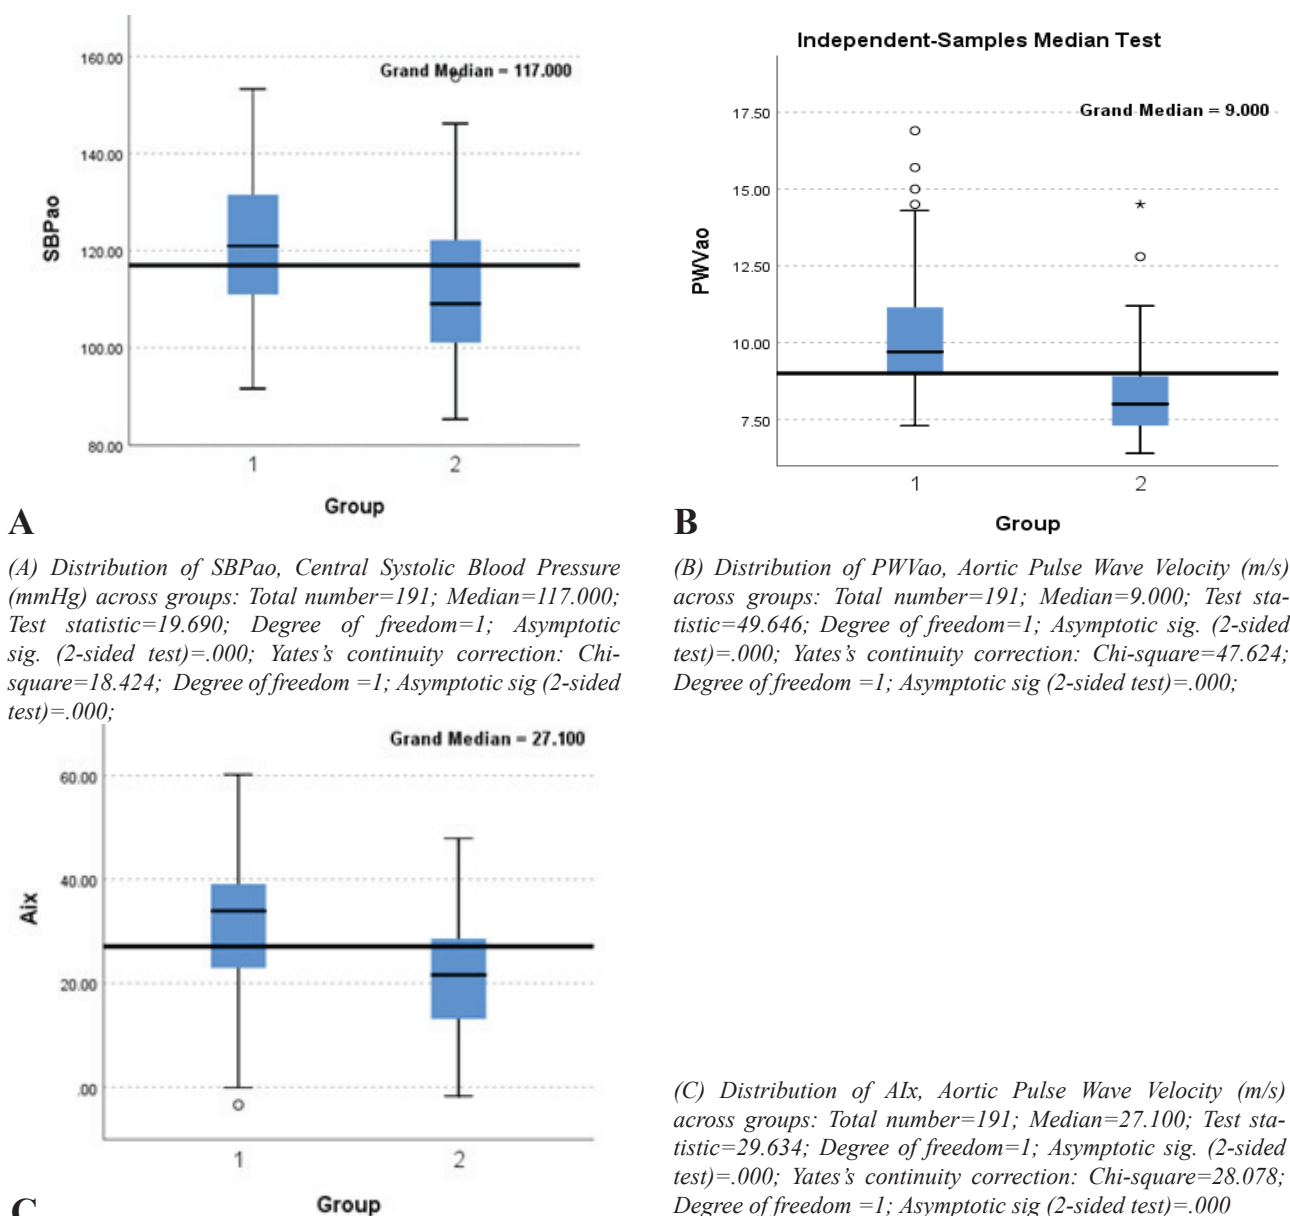 160.00
Grand Median = 117.000
140.00
SBPao
120.00
100.00
80.00
1
2
Group
A
(A) Distribution of SBPao, Central Systolic Blood Pressure
(mmHg) across groups: Total number=191; Median=117.000;
Test statistic=19.690; Degree of freedom=1; Asymptotic
sig. (2-sided test)=.000; Yates's continuity correction: Chi-
square=18.424; Degree of freedom =1; Asymptotic sig (2-sided
test)=.000;
Independent-Samples Median Test
17.50
Grand Median = 9.000
15.00
PWVao
12.50
10.00
7.50
1
2
Group
B
(B) Distribution of PWVao, Aortic Pulse Wave Velocity (m/s)
across groups: Total number=191; Median=9.000; Test sta-
tistic=49.646; Degree of freedom=1; Asymptotic sig. (2-sided
test)=.000; Yates's continuity correction: Chi-square=47.624;
Degree of freedom =1; Asymptotic sig (2-sided test)=.000;
Grand Median = 27.100
60.00
40.00
Aix
20.00
.00
1
2
Group
C
(C) Distribution of AIx, Aortic Pulse Wave Velocity (m/s)
across groups: Total number=191; Median=27.100; Test sta-
tistic=29.634; Degree of freedom=1; Asymptotic sig. (2-sided
test)=.000; Yates's continuity correction: Chi-square=28.078;
Degree of freedom =1; Asymptotic sig (2-sided test)=.000